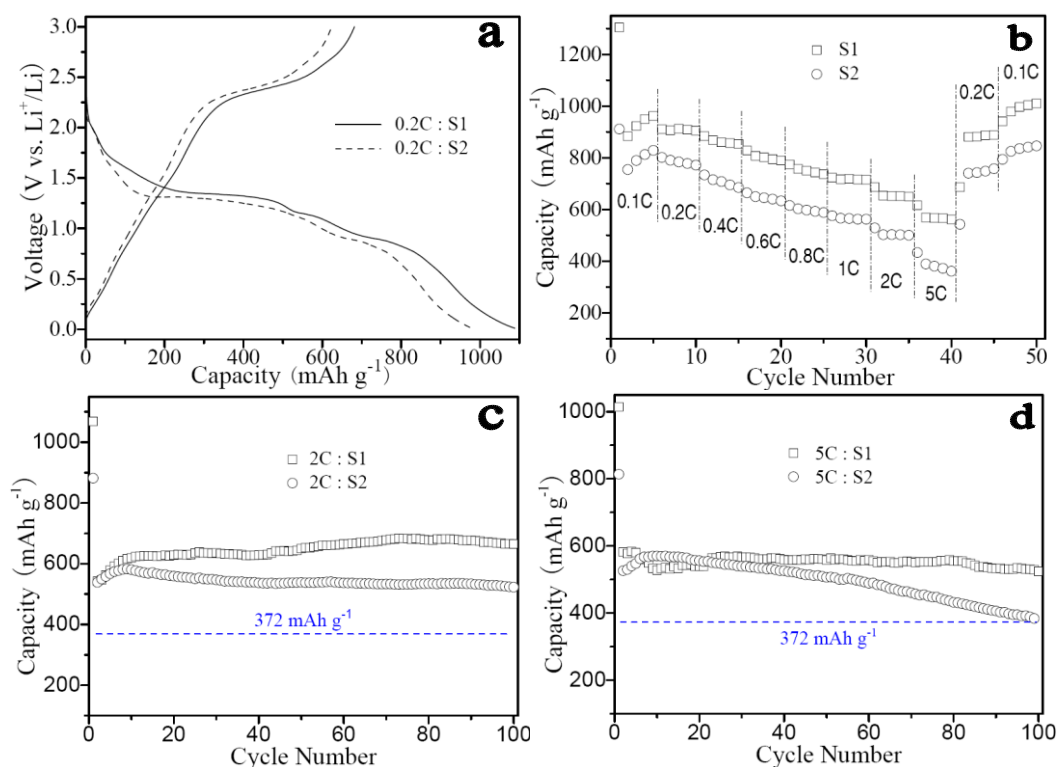 a
3.0
2.5
2.0
1.5
1.0
0.5
0.0
Voltage (V vs. Li⁺/Li)
0.2C : S1
0.2C : S2
0 200 400 600 800 1000
Capacity (mAh g⁻¹)
b
1200
1000
800
600
400
200
Capacity (mAh g⁻¹)
S1
S2
0.1C
0.2C
0.4C
0.6C
0.8C
1C
2C
5C
0.2C
0.1C
0 10 20 30 40 50
Cycle Number
c
1000
800
600
400
200
Capacity (mAh g⁻¹)
2C : S1
2C : S2
372 mAh g⁻¹
0 20 40 60 80 100
Cycle Number
d
1000
800
600
400
200
Capacity (mAh g⁻¹)
5C : S1
5C : S2
372 mAh g⁻¹
0 20 40 60 80 100
Cycle Number